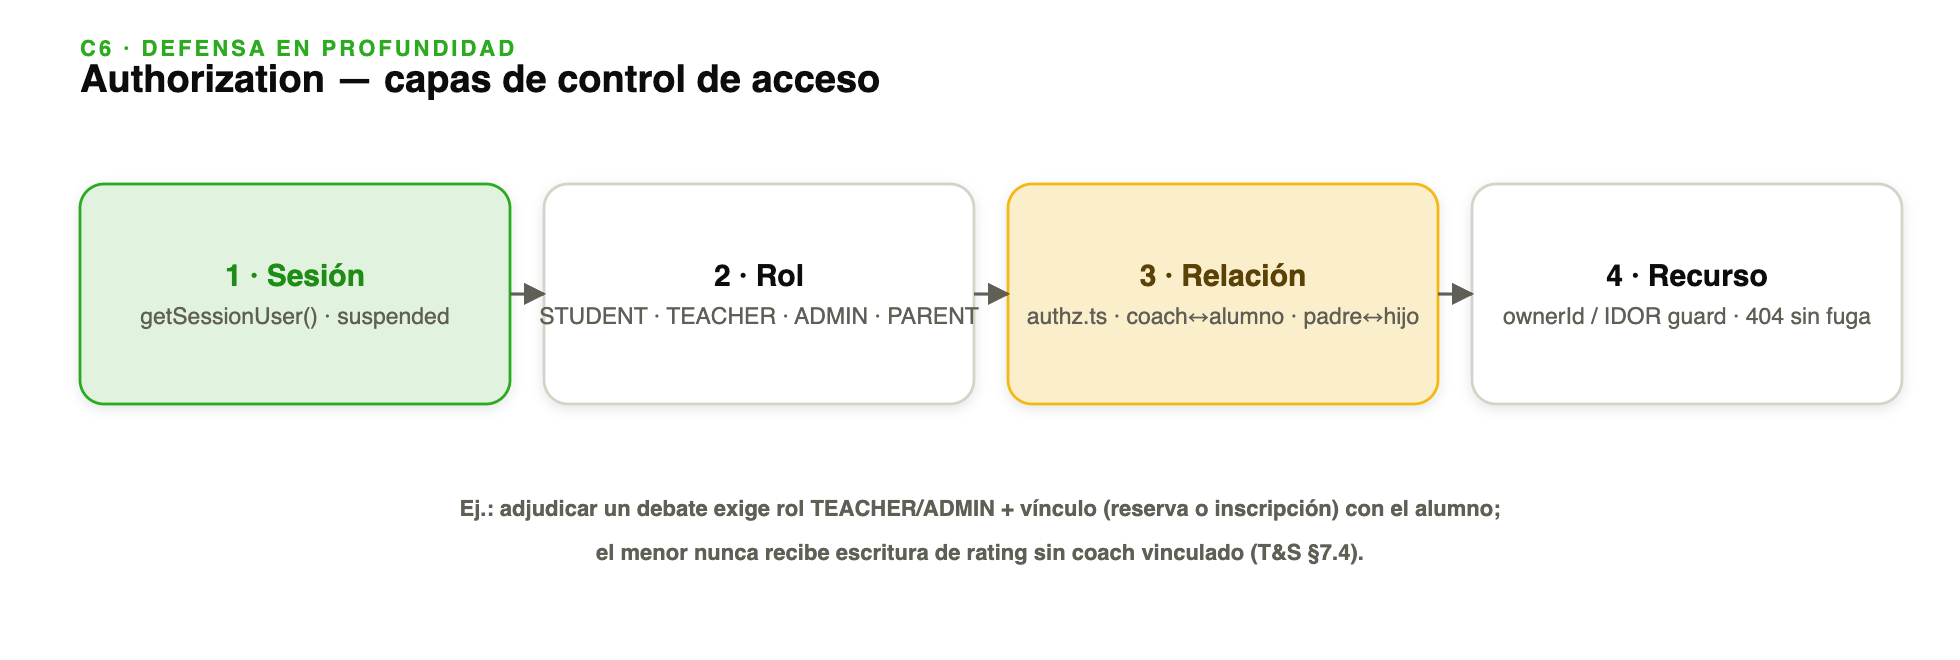 C6 · DEFENSA EN PROFUNDIDAD
Authorization — capas de control de acceso
1 · Sesión
getSessionUser() · suspended
2 · Rol
STUDENT · TEACHER · ADMIN · PARENT
3 · Relación
authz.ts · coach↔alumno · padre↔hijo
4 · Recurso
ownerId / IDOR guard · 404 sin fuga
Ej.: adjudicar un debate exige rol TEACHER/ADMIN + vínculo (reserva o inscripción) con el alumno;
el menor nunca recibe escritura de rating sin coach vinculado (T&S §7.4).